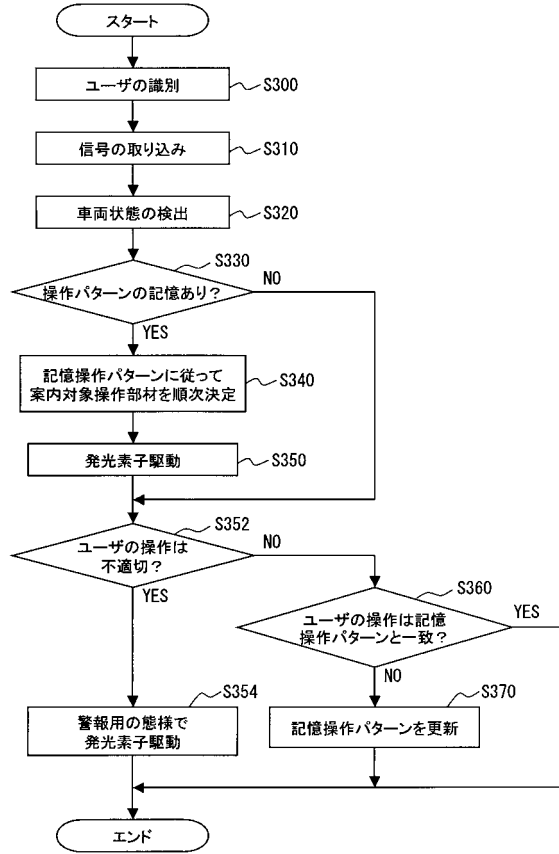 スタート
ユーザの識別
S300
信号の取り込み
S310
車両状態の検出
S320
S330
操作パターンの記憶あり?
NO
YES
記憶操作パターンに従って
案内対象操作部材を順次決定
S340
発光素子駆動
S350
S352
ユーザの操作は
不適切?
NO
YES
S360
ユーザの操作は記憶
操作パターンと一致?
YES
NO
S354
警報用の態様で
発光素子駆動
S370
記憶操作パターンを更新
エンド